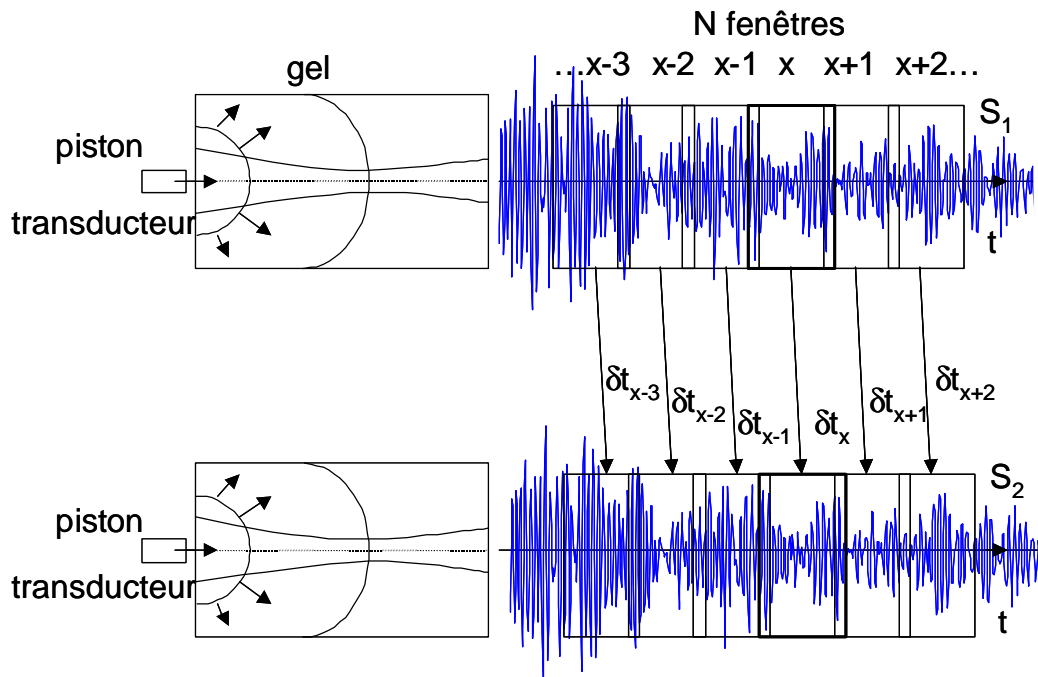 N fenêtres
gel
...x-3 x-2 x-1 x x+1 x+2...
S1
piston
transducteur
t
δtx-3
δtx-2
δtx-1
δtx
δtx+1
δtx+2
S2
piston
transducteur
t